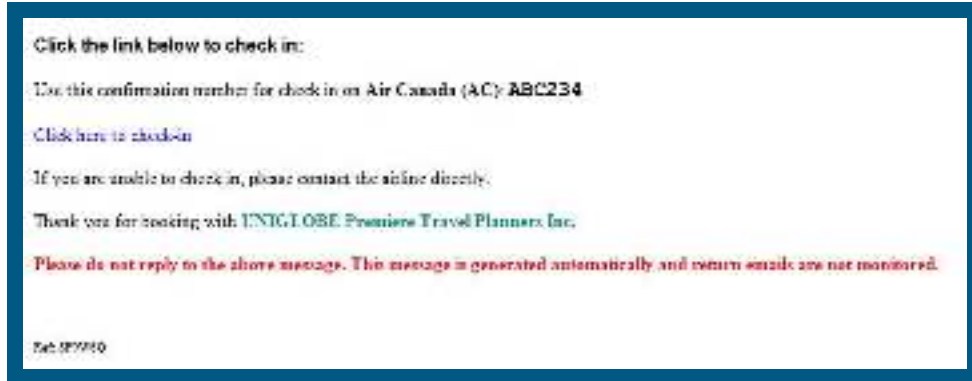 Click the link below to check in:
Use this confirmation number for check in on Air Canada (AC): ABC234
Click here to check-in
If you are unable to check in, please contact the airline directly.
Thank you for booking with UNIGLOBE Premiere Travel Planners Inc.
Please do not reply to the above message. This message is generated automatically and return emails are not monitored.